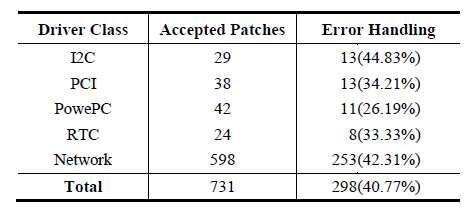 Driver Class Accepted Patches Error Handling
I2C 29 13(44.83%)
PCI 38 13(34.21%)
PowePC 42 11(26.19%)
RTC 24 8(33.33%)
Network 598 253(42.31%)
Total 731 298(40.77%)